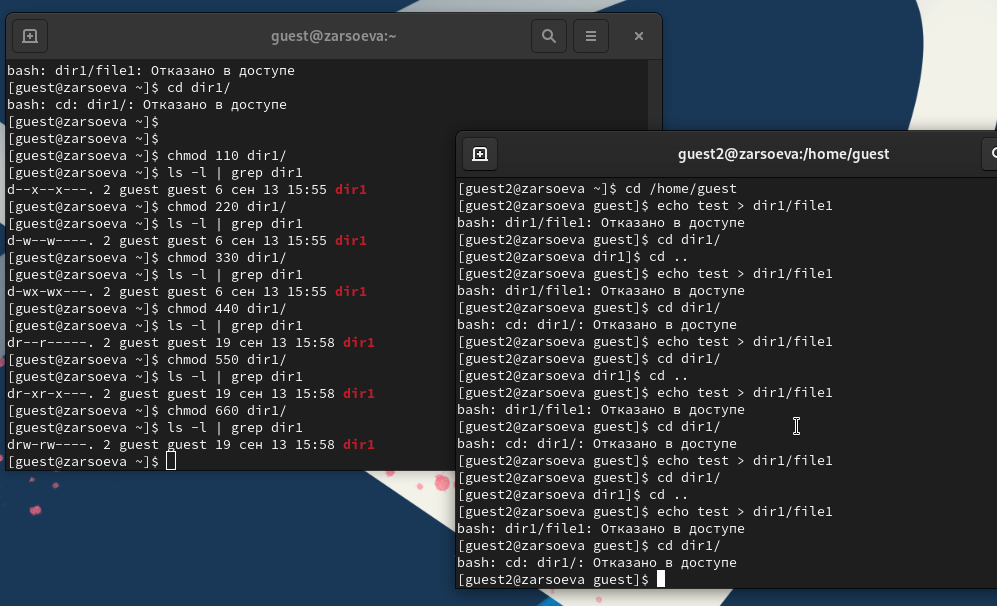 guest@zarsoeva:~
bash: dir1/file1: Отказано в доступе
[guest@zarsoeva ~]$ cd dir1/
bash: cd: dir1/: Отказано в доступе
[guest@zarsoeva ~]$
[guest@zarsoeva ~]$
[guest@zarsoeva ~]$ chmod 110 dir1/
[guest@zarsoeva ~]$ ls -l | grep dir1
d--x--x---. 2 guest guest 6 сен 13 15:55 dir1
[guest@zarsoeva ~]$ chmod 220 dir1/
[guest@zarsoeva ~]$ ls -l | grep dir1
d-w--w----. 2 guest guest 6 сен 13 15:55 dir1
[guest@zarsoeva ~]$ chmod 330 dir1/
[guest@zarsoeva ~]$ ls -l | grep dir1
d-wx-wx---. 2 guest guest 6 сен 13 15:55 dir1
[guest@zarsoeva ~]$ chmod 440 dir1/
[guest@zarsoeva ~]$ ls -l | grep dir1
dr--r-----. 2 guest guest 19 сен 13 15:58 dir1
[guest@zarsoeva ~]$ chmod 550 dir1/
[guest@zarsoeva ~]$ ls -l | grep dir1
dr-xr-x---. 2 guest guest 19 сен 13 15:58 dir1
[guest@zarsoeva ~]$ chmod 660 dir1/
[guest@zarsoeva ~]$ ls -l | grep dir1
drw-rw----. 2 guest guest 19 сен 13 15:58 dir1
[guest@zarsoeva ~]$
guest2@zarsoeva:/home/guest
[guest2@zarsoeva ~]$ cd /home/guest
[guest2@zarsoeva guest]$ echo test > dir1/file1
bash: dir1/file1: Отказано в доступе
[guest2@zarsoeva guest]$ cd dir1/
[guest2@zarsoeva dir1]$ cd ..
[guest2@zarsoeva guest]$ echo test > dir1/file1
bash: dir1/file1: Отказано в доступе
[guest2@zarsoeva guest]$ cd dir1/
bash: cd: dir1/: Отказано в доступе
[guest2@zarsoeva guest]$ echo test > dir1/file1
[guest2@zarsoeva guest]$ cd dir1/
[guest2@zarsoeva dir1]$ cd ..
[guest2@zarsoeva guest]$ echo test > dir1/file1
bash: dir1/file1: Отказано в доступе
[guest2@zarsoeva guest]$ cd dir1/
bash: cd: dir1/: Отказано в доступе
[guest2@zarsoeva guest]$ echo test > dir1/file1
[guest2@zarsoeva guest]$ cd dir1/
[guest2@zarsoeva dir1]$ cd ..
[guest2@zarsoeva guest]$ echo test > dir1/file1
bash: dir1/file1: Отказано в доступе
[guest2@zarsoeva guest]$ cd dir1/
bash: cd: dir1/: Отказано в доступе
[guest2@zarsoeva guest]$